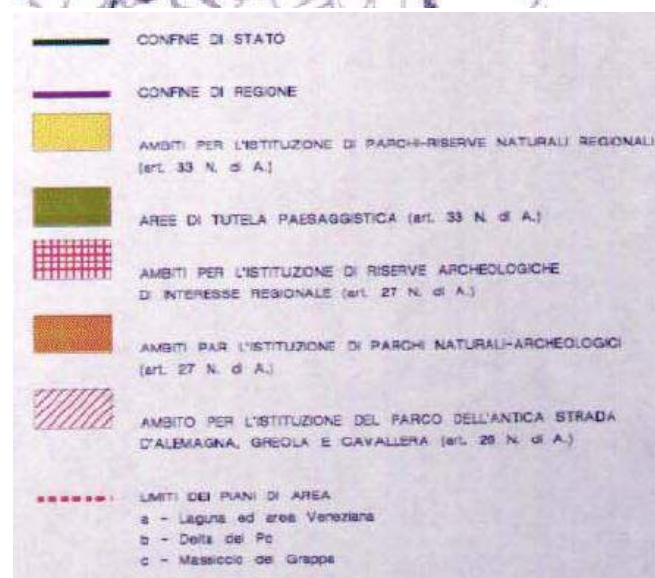 CONFINE DI STATO
CONFINE DI REGIONE
AMBITI PER L'ISTITUZIONE DI PARCHI-RISERVE NATURALI REGIONALI
(art. 33 N. di A.)
AREE DI TUTELA PAESAGGISTICA (art. 33 N. di A.)
AMBITI PER L'ISTITUZIONE DI RISERVE ARCHEOLOGICHE
DI INTERESSE REGIONALE (art. 27 N. di A.)
AMBITI PAR L'ISTITUZIONE DI PARCHI NATURALI-ARCHEOLOGICI
(art. 27 N. di A.)
AMBITO PER L'ISTITUZIONE DEL PARCO DELL'ANTICA STRADA
D'ALEMAGNA, GREOLA E CAVALLERA (art. 28 N. di A.)
LIMITI DEI PIANI DI AREA
a - Laguna ed area Veneziana
b - Delta del Po
c - Massiccio del Grappa